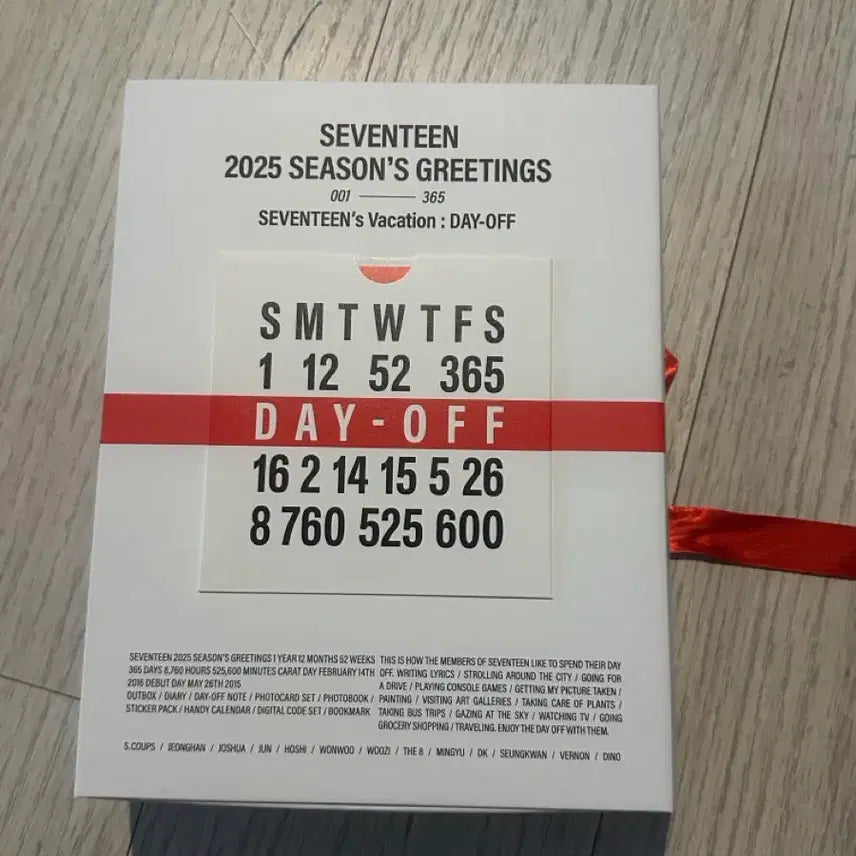 SEVENTEEN
2025 SEASON'S GREETINGS
001 ——— 365
SEVENTEEN's Vacation : DAY-OFF
S M T W T F S
1 12 52 365
DAY-OFF
16 2 14 15 5 26
8 760 525 600
SEVENTEEN 2025 SEASON'S GREETINGS 1 YEAR 12 MONTHS 52 WEEKS
365 DAYS 8,760 HOURS 525,600 MINUTES CARAT DAY FEBRUARY 14TH
2016 DEBUT DAY MAY 26TH 2015
OUTBOX / DIARY / DAY-OFF NOTE / PHOTOCARD SET / PHOTOBOOK /
STICKER PACK / HANDY CALENDAR / DIGITAL CODE SET / BOOKMARK
THIS IS HOW THE MEMBERS OF SEVENTEEN LIKE TO SPEND THEIR DAY
OFF. WRITING LYRICS / STROLLING AROUND THE CITY / GOING FOR
A DRIVE / PLAYING CONSOLE GAMES / GETTING MY PICTURE TAKEN /
PAINTING / VISITING ART GALLERIES / TAKING CARE OF PLANTS /
TAKING BUS TRIPS / GAZING AT THE SKY / WATCHING TV / GOING
GROCERY SHOPPING / TRAVELING. ENJOY THE DAY OFF WITH THEM.
S.COUPS / JEONGHAN / JOSHUA / JUN / HOSHI / WONWOO / WOOZI / THE 8 / MINGYU / DK / SEUNGKWAN / VERNON / DINO